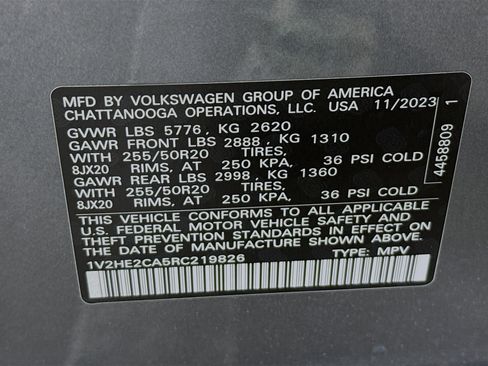 MFD BY VOLKSWAGEN GROUP OF AMERICA
CHATTANOOGA OPERATIONS, LLC. USA 11/2023
GVWR LBS 5776, KG 2620
GAWR FRONT LBS 2888, KG 1310
WITH 255/50R20 TIRES,
8JX20 RIMS, AT 250 KPA, 36 PSI COLD
GAWR REAR LBS 2998, KG 1360
WITH 255/50R20 TIRES,
8JX20 RIMS, AT 250 KPA, 36 PSI COLD
THIS VEHICLE CONFORMS TO ALL APPLICABLE
U.S. FEDERAL MOTOR VEHICLE SAFETY AND
THEFT PREVENTION STANDARDS IN EFFECT ON
THE DATE OF MANUFACTURE SHOWN ABOVE.
1V2HE2CA5RC219826 TYPE: MPV
4458809 1